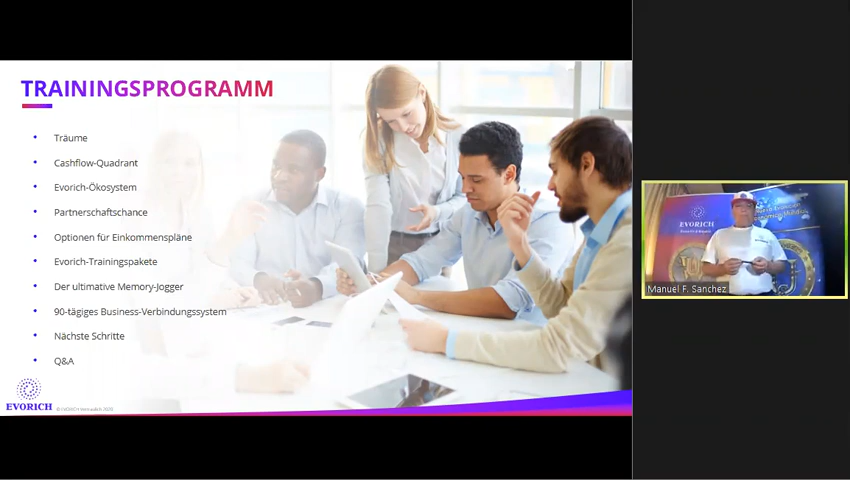 TRAININGSPROGRAMM
Träume
Cashflow-Quadrant
Evorich-Ökosystem
Partnerschaftschance
Optionen für Einkommenspläne
Evorich-Trainingspakete
Der ultimative Memory-Jogger
90-tägiges Business-Verbindungssystem
Nächste Schritte
Q&A
EVORICH
EVORICH
Manuel F. Sanchez